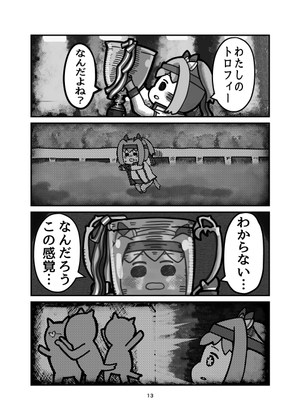 わたしの
トロフィー
なんだよね？
わからない…
なんだろう
この感覚…
13